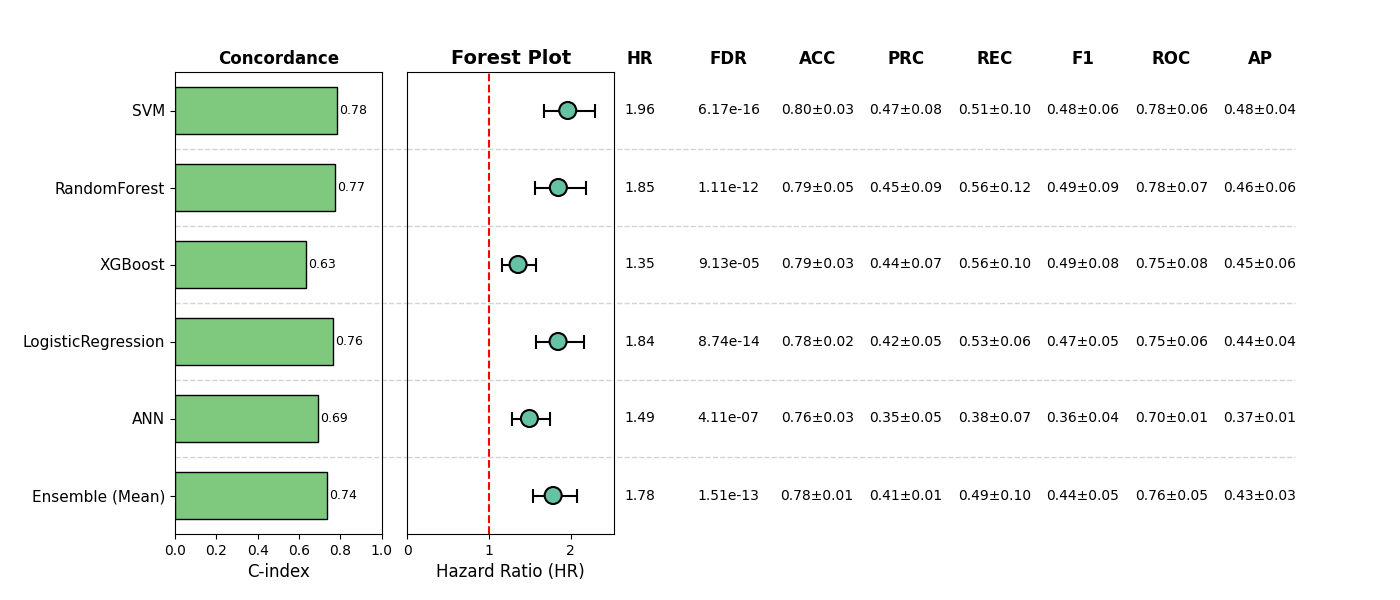 Concordance Forest Plot HR FDR ACC PRC REC F1 ROC AP
SVM 0.78 1.96 6.17e-16 0.80±0.03 0.47±0.08 0.51±0.10 0.48±0.06 0.78±0.06 0.48±0.04
RandomForest 0.77 1.85 1.11e-12 0.79±0.05 0.45±0.09 0.56±0.12 0.49±0.09 0.78±0.07 0.46±0.06
XGBoost 0.63 1.35 9.13e-05 0.79±0.03 0.44±0.07 0.56±0.10 0.49±0.08 0.75±0.08 0.45±0.06
LogisticRegression 0.76 1.84 8.74e-14 0.78±0.02 0.42±0.05 0.53±0.06 0.47±0.05 0.75±0.06 0.44±0.04
ANN 0.69 1.49 4.11e-07 0.76±0.03 0.35±0.05 0.38±0.07 0.36±0.04 0.70±0.01 0.37±0.01
Ensemble (Mean) 0.74 1.78 1.51e-13 0.78±0.01 0.41±0.01 0.49±0.10 0.44±0.05 0.76±0.05 0.43±0.03
0.0 0.2 0.4 0.6 0.8 1.0 0 1 2
C-index Hazard Ratio (HR)